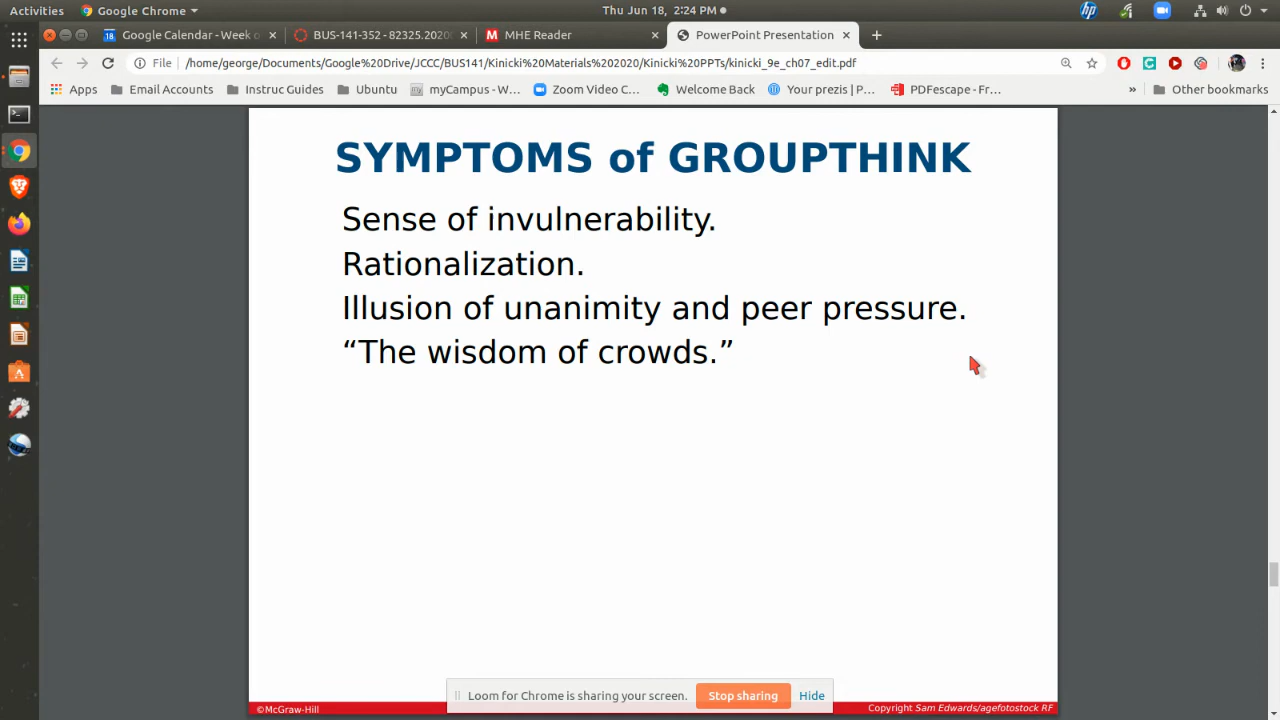 Activities Google Chrome Thu Jun 18, 2:24 PM
Google Calendar - Week o BUS-141-352 - 82325.2020 MHE Reader PowerPoint Presentation
File /home/george/Documents/Google%20Drive/JCCC/BUS141/Kinicki%20Materials%202020/Kinicki%20PPTs/kinicki_9e_ch07_edit.pdf
Apps Email Accounts Instruc Guides Ubuntu myCampus - W... Zoom Video C... Welcome Back Your prezis | P... PDFescape - Fr... » Other bookmarks
SYMPTOMS of GROUPTHINK
Sense of invulnerability.
Rationalization.
Illusion of unanimity and peer pressure.
“The wisdom of crowds.”
Loom for Chrome is sharing your screen. Stop sharing Hide
©McGraw-Hill Copyright Sam Edwards/agefotostock RF